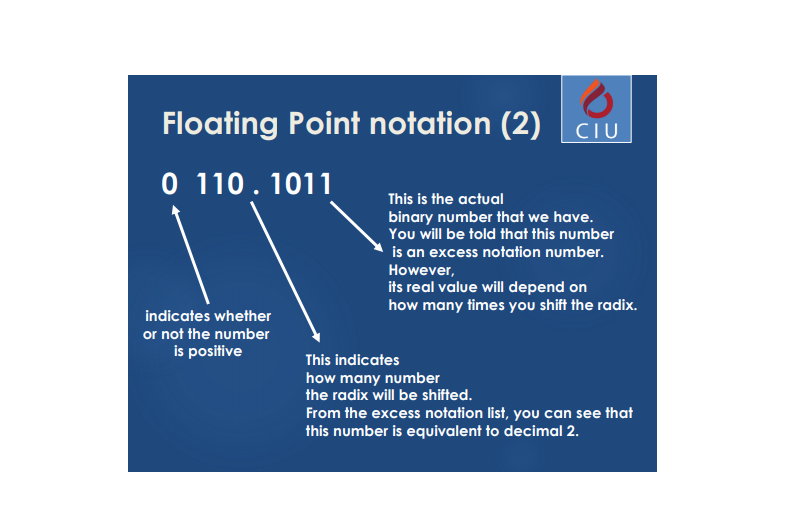 Floating Point notation (2)
CIU
0 110 . 1011
This is the actual
binary number that we have.
You will be told that this number
is an excess notation number.
However,
its real value will depend on
how many times you shift the radix.
indicates whether
or not the number
is positive
This indicates
how many number
the radix will be shifted.
From the excess notation list, you can see that
this number is equivalent to decimal 2.